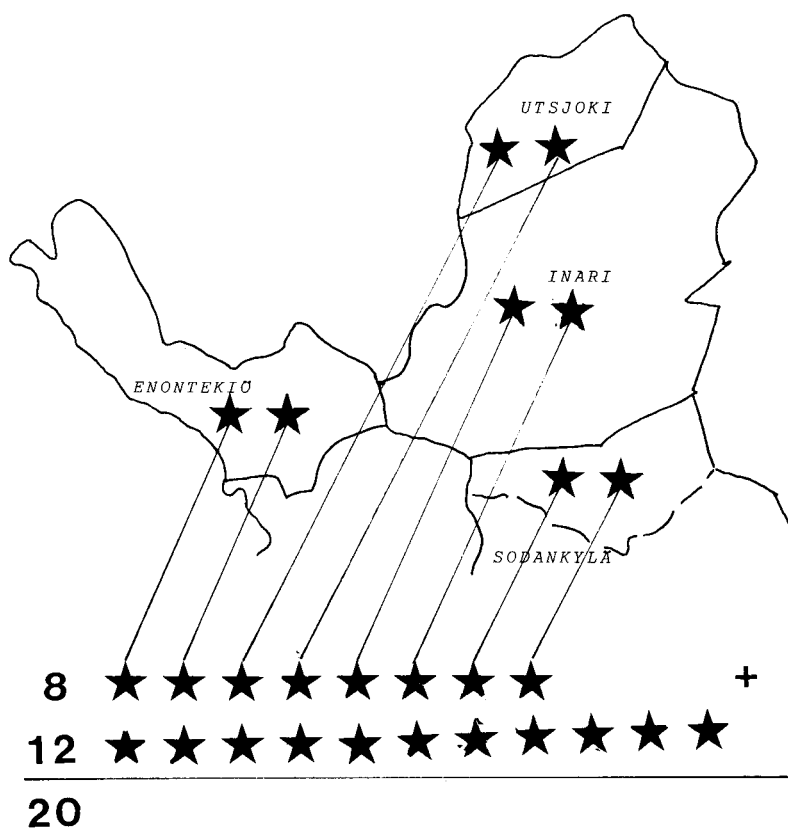 UTSJOKI
INARI
ENONTEKIÖ
SODANKYLÄ
8 +
12
20